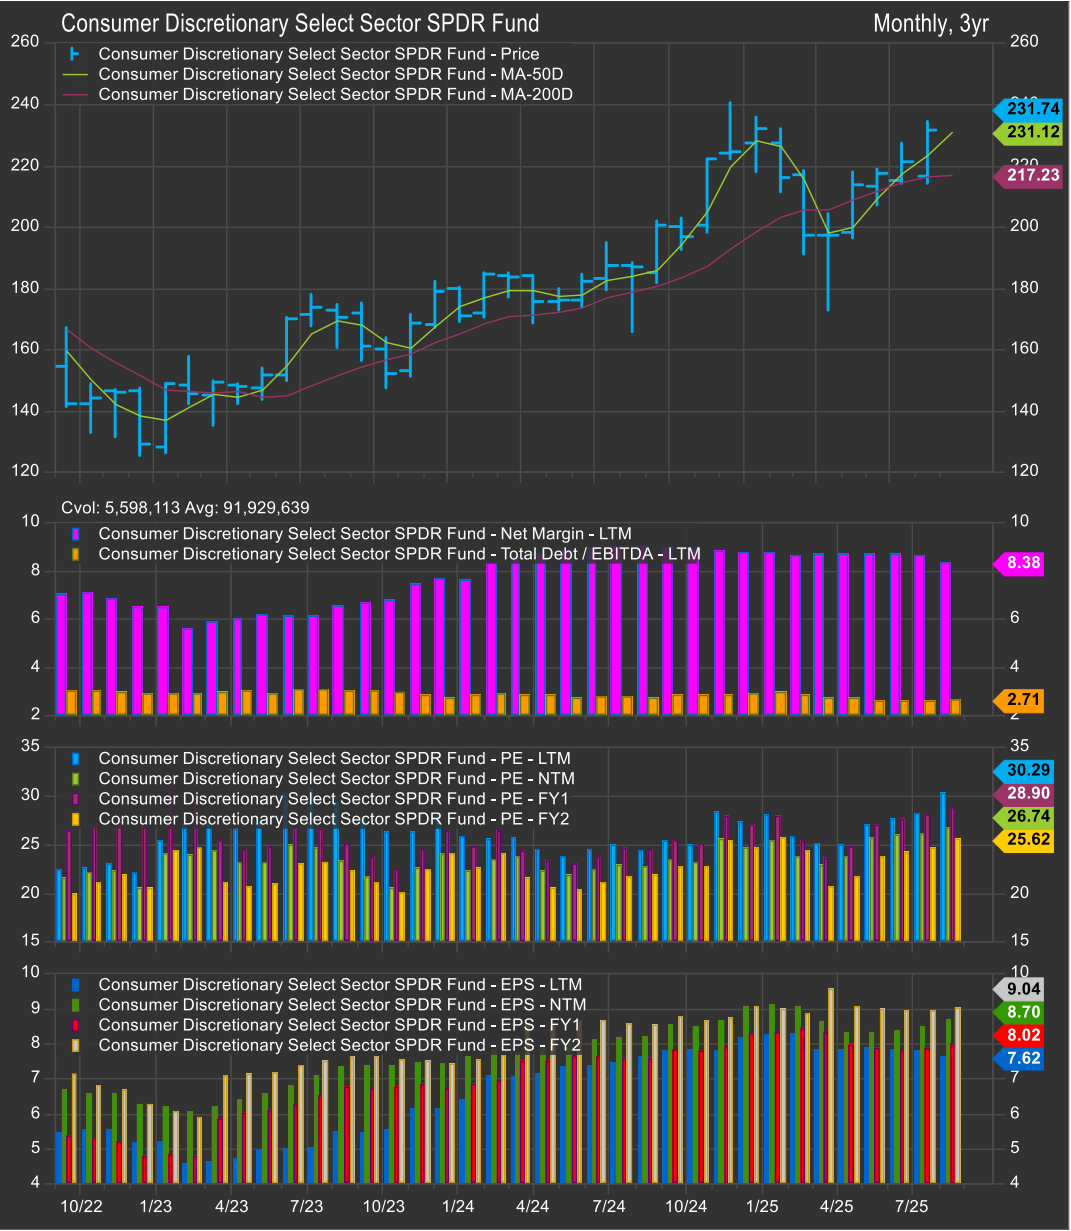 Consumer Discretionary Select Sector SPDR Fund Monthly, 3yr
260 260
Consumer Discretionary Select Sector SPDR Fund - Price
Consumer Discretionary Select Sector SPDR Fund - MA-50D
Consumer Discretionary Select Sector SPDR Fund - MA-200D
240 240
231.74
231.12
220 220
217.23
200 200
180 180
160 160
140 140
120 120
Cvol: 5,598,113 Avg: 91,929,639
10 10
Consumer Discretionary Select Sector SPDR Fund - Net Margin - LTM
Consumer Discretionary Select Sector SPDR Fund - Total Debt / EBITDA - LTM
8 8.38
6 6
4 4
2.71
2 2
35 35
Consumer Discretionary Select Sector SPDR Fund - PE - LTM
30.29
Consumer Discretionary Select Sector SPDR Fund - PE - NTM
30 28.90
Consumer Discretionary Select Sector SPDR Fund - PE - FY1
Consumer Discretionary Select Sector SPDR Fund - PE - FY2
26.74
25 25.62
20 20
15 15
10 10
Consumer Discretionary Select Sector SPDR Fund - EPS - LTM
9.04
Consumer Discretionary Select Sector SPDR Fund - EPS - NTM
9 8.70
Consumer Discretionary Select Sector SPDR Fund - EPS - FY1
8.02
Consumer Discretionary Select Sector SPDR Fund - EPS - FY2
8 7.62
7 7
6 6
5 5
4 4
10/22 1/23 4/23 7/23 10/23 1/24 4/24 7/24 10/24 1/25 4/25 7/25